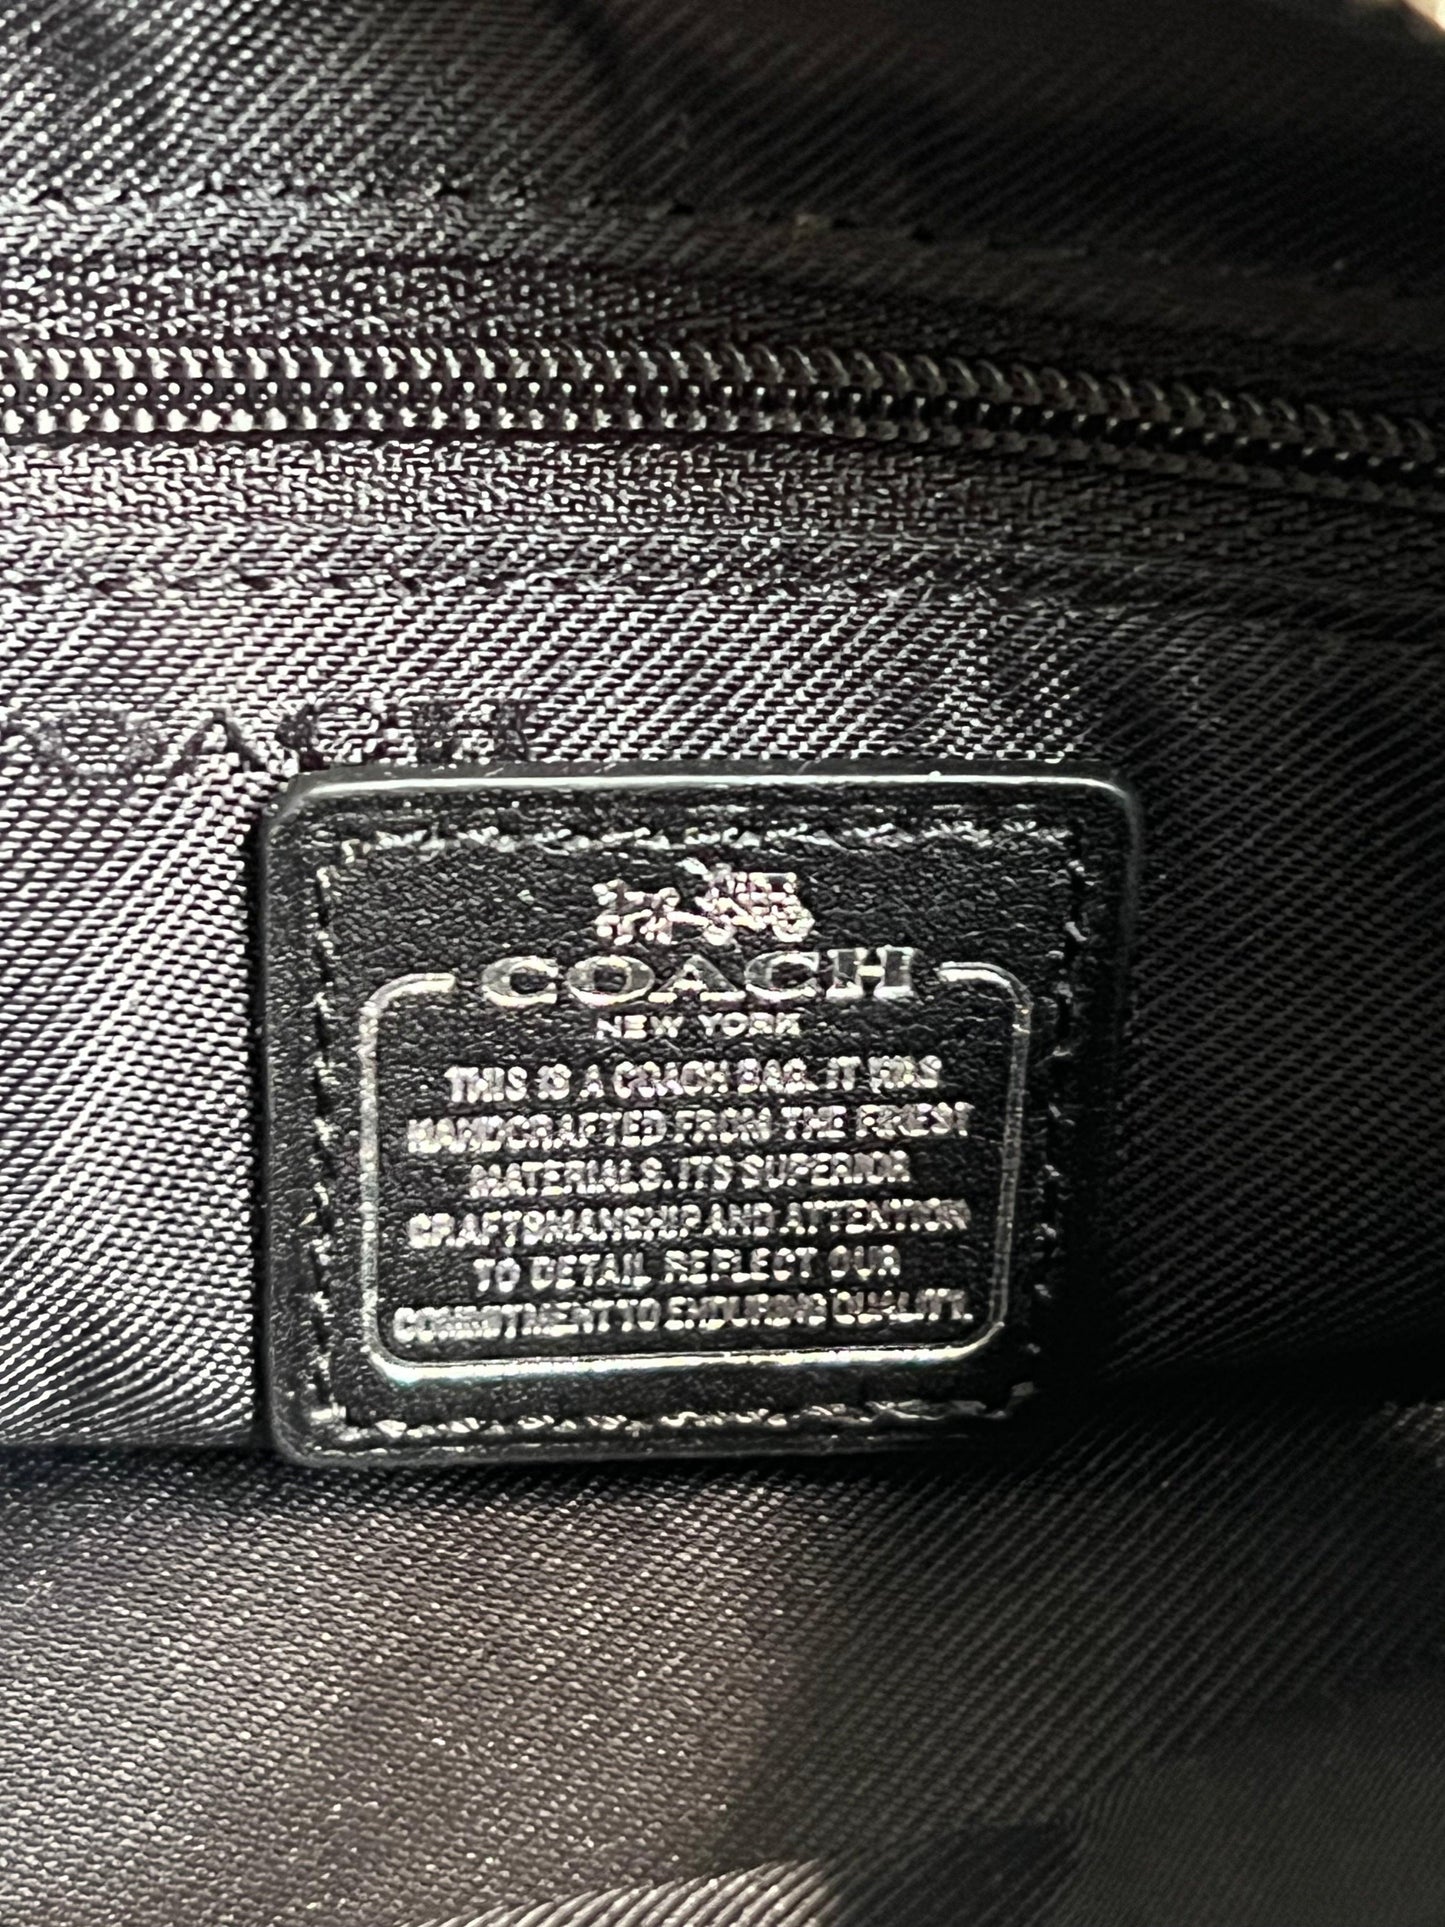 COACH
COACH
NEW YORK
THIS IS A COACH BAG. IT WAS
HANDCRAFTED FROM THE FINEST
MATERIALS. ITS SUPERIOR
CRAFTSMANSHIP AND ATTENTION
TO DETAIL REFLECT OUR
COMMITMENT TO ENDURING QUALITY.